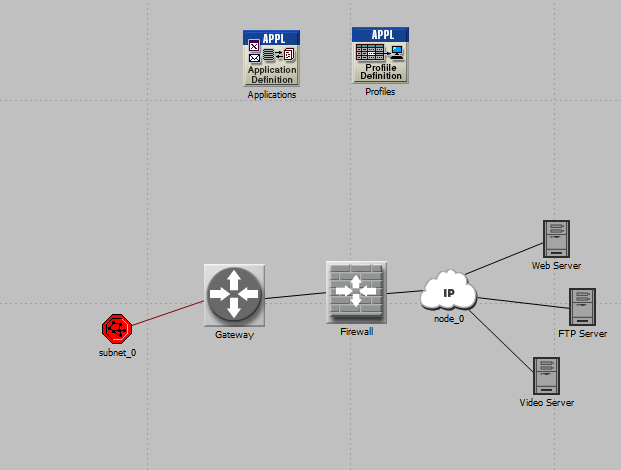 APPL
Application
Definition
Applications
APPL
Profile
Definition
Profiles
Web Server
IP
node_0
FTP Server
Firewall
Gateway
subnet_0
Video Server